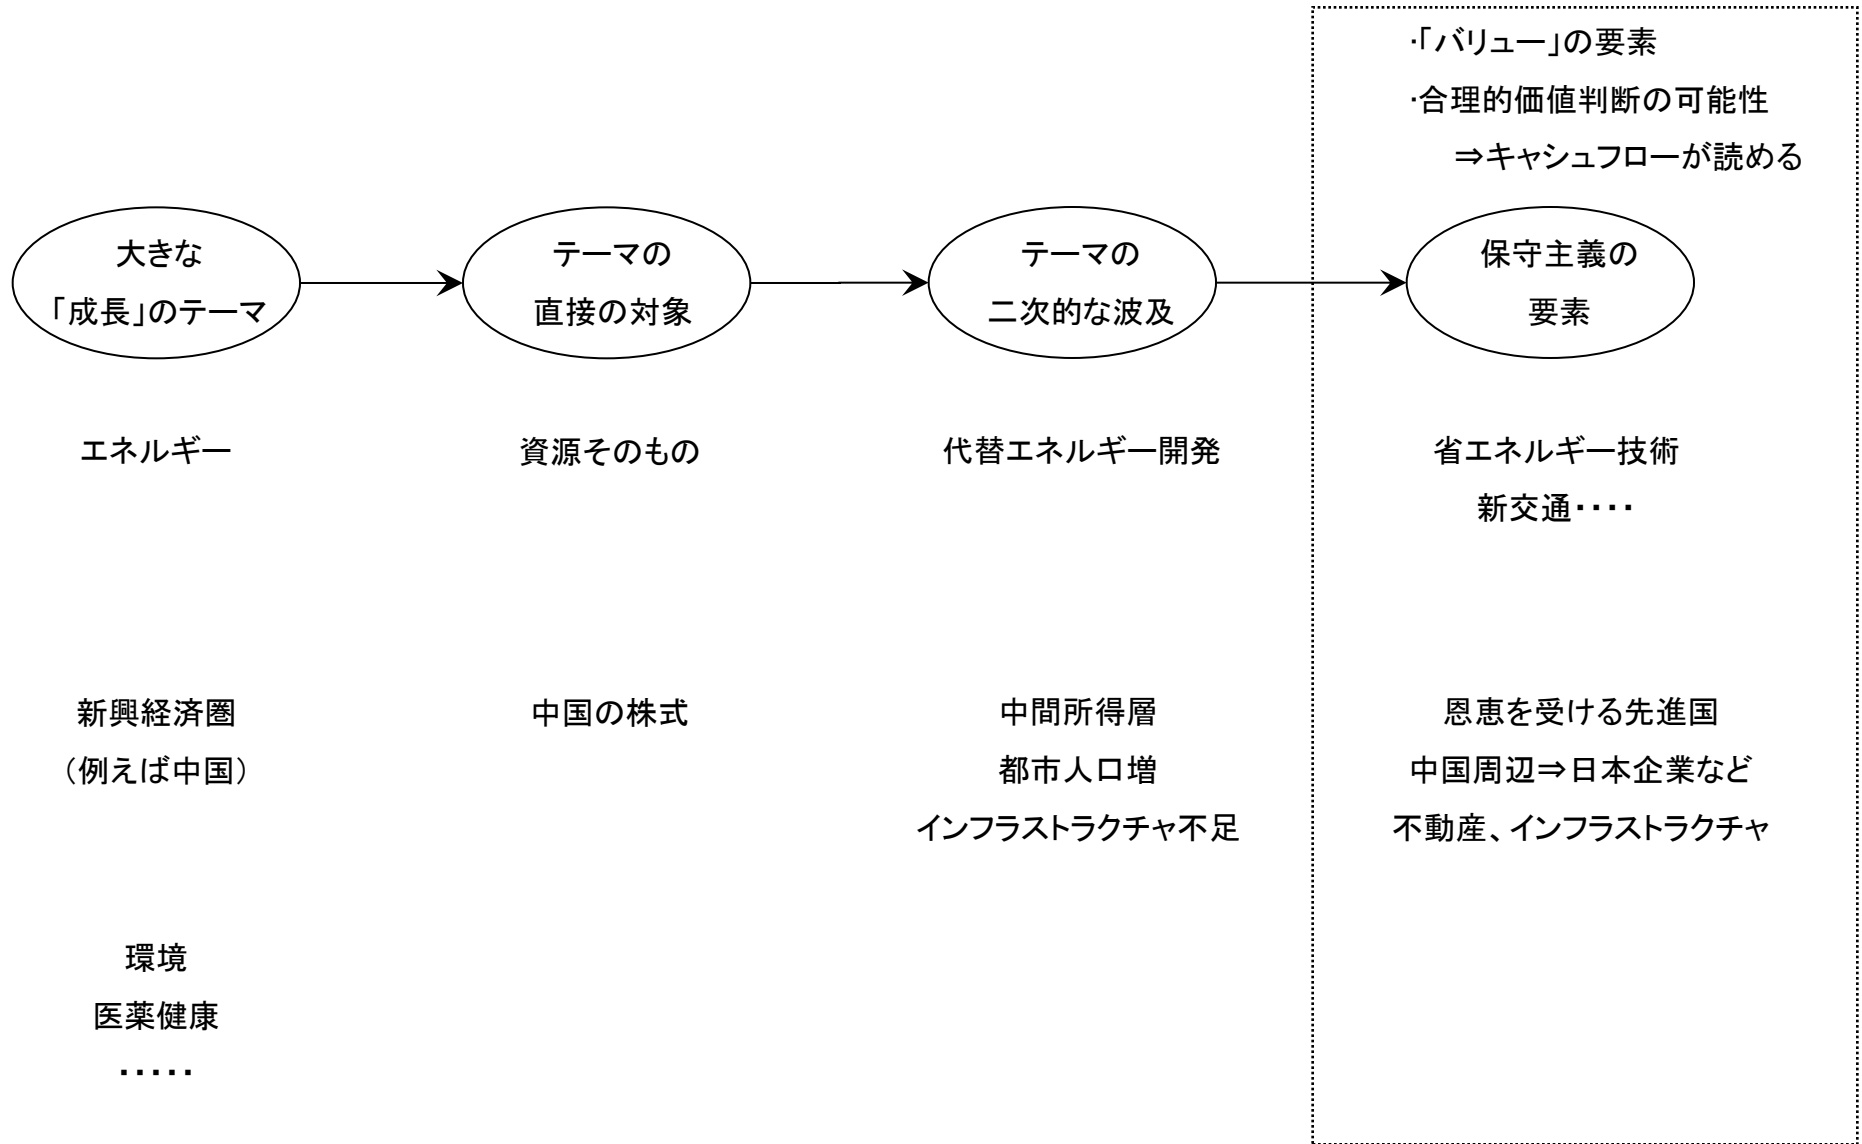 ・「バリュー」の要素
・合理的価値判断の可能性
⇒キャシュフローが読める
大きな
「成長」のテーマ
テーマの
直接の対象
テーマの
二次的な波及
保守主義の
要素
エネルギー
資源そのもの
代替エネルギー開発
省エネルギー技術
新交通・・・・
新興経済圏
（例えば中国）
中国の株式
中間所得層
都市人口増
インフラストラクチャ不足
恩恵を受ける先進国
中国周辺⇒日本企業など
不動産、インフラストラクチャ
環境
医薬健康
・・・・・